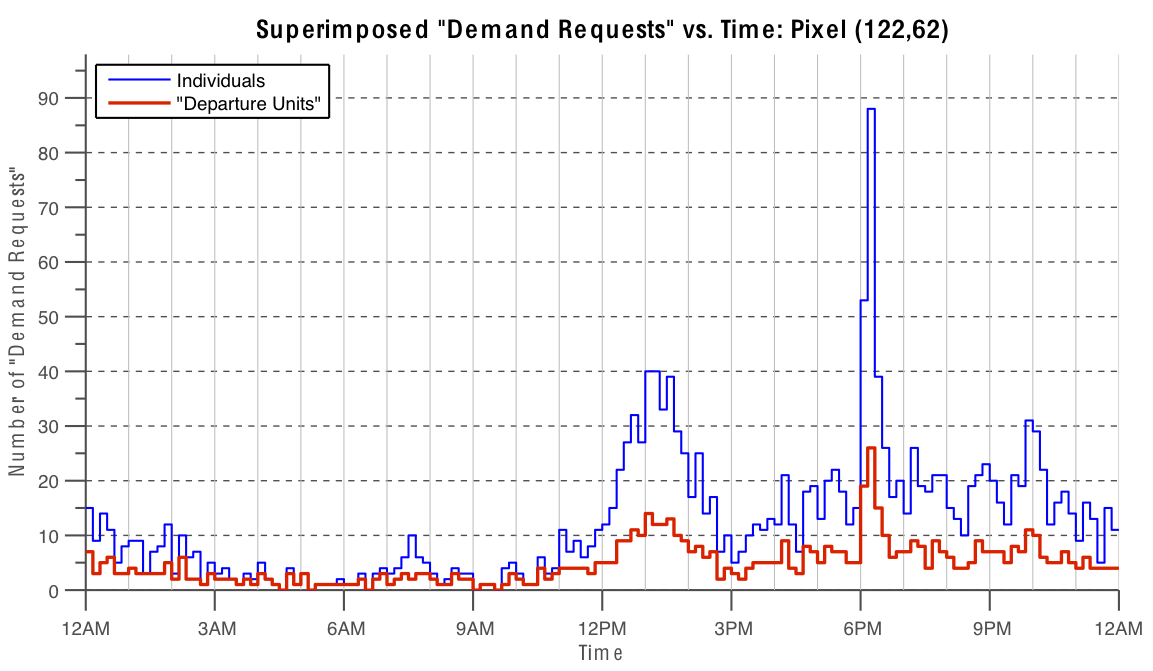 Superimposed "Demand Requests" vs. Time: Pixel (122,62)
Individuals
"Departure Units"
Number of "Demand Requests"
90
80
70
60
50
40
30
20
10
0
12AM 3AM 6AM 9AM 12PM 3PM 6PM 9PM 12AM
Time